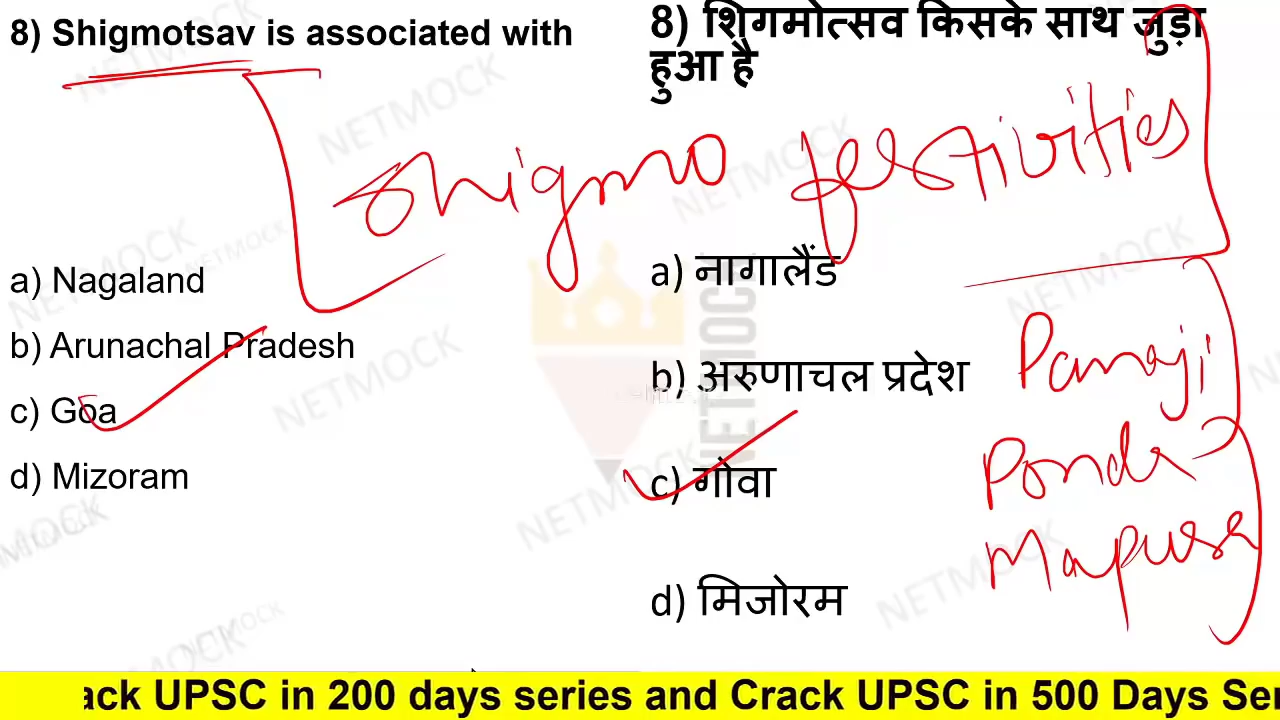 8) Shigmotsav is associated with
8) शिगमोत्सव किसके साथ जुड़ा
हुआ है
Shigmo festivities
a) Nagaland
b) Arunachal Pradesh
c) Goa
d) Mizoram
a) नागालैंड
b) अरुणाचल प्रदेश
c) गोवा
d) मिजोरम
Panaji
Ponda
Mapusa
NETMOCK
ack UPSC in 200 days series and Crack UPSC in 500 Days Ser